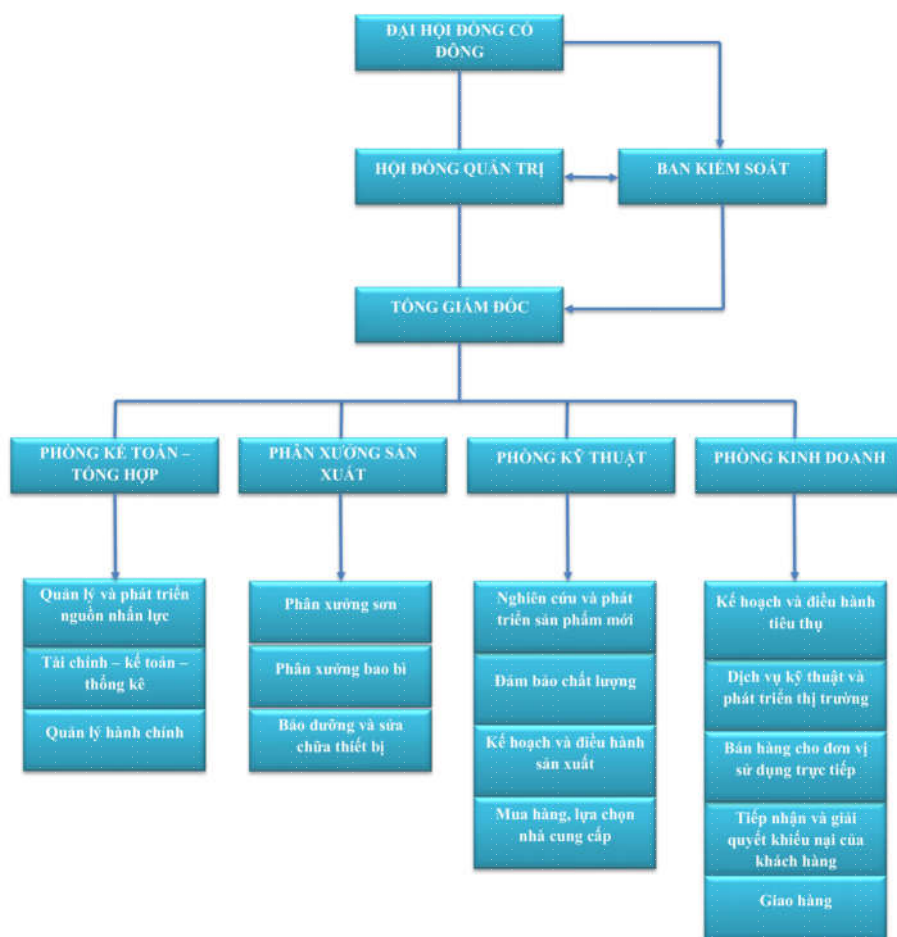 ĐẠI HỘI ĐỒNG CỔ
ĐÔNG
HỘI ĐỒNG QUẢN TRỊ
BAN KIỂM SOÁT
TỔNG GIÁM ĐỐC
PHÒNG KẾ TOÁN –
TỔNG HỢP
PHÂN XƯỞNG SẢN
XUẤT
PHÒNG KỸ THUẬT
PHÒNG KINH DOANH
Quản lý và phát triển
nguồn nhấn lực
Tài chính – kế toán –
thống kê
Quản lý hành chính
Phân xưởng sơn
Phân xưởng bao bì
Bảo dưỡng và sửa
chữa thiết bị
Nghiên cứu và phát
triển sản phẩm mới
Đảm bảo chất lượng
Kế hoạch và điều hành
sản xuất
Mua hàng, lựa chọn
nhà cung cấp
Kế hoạch và điều hành
tiêu thụ
Dịch vụ kỹ thuật và
phát triển thị trường
Bán hàng cho đơn vị
sử dụng trực tiếp
Tiếp nhận và giải
quyết khiếu nại của
khách hàng
Giao hàng